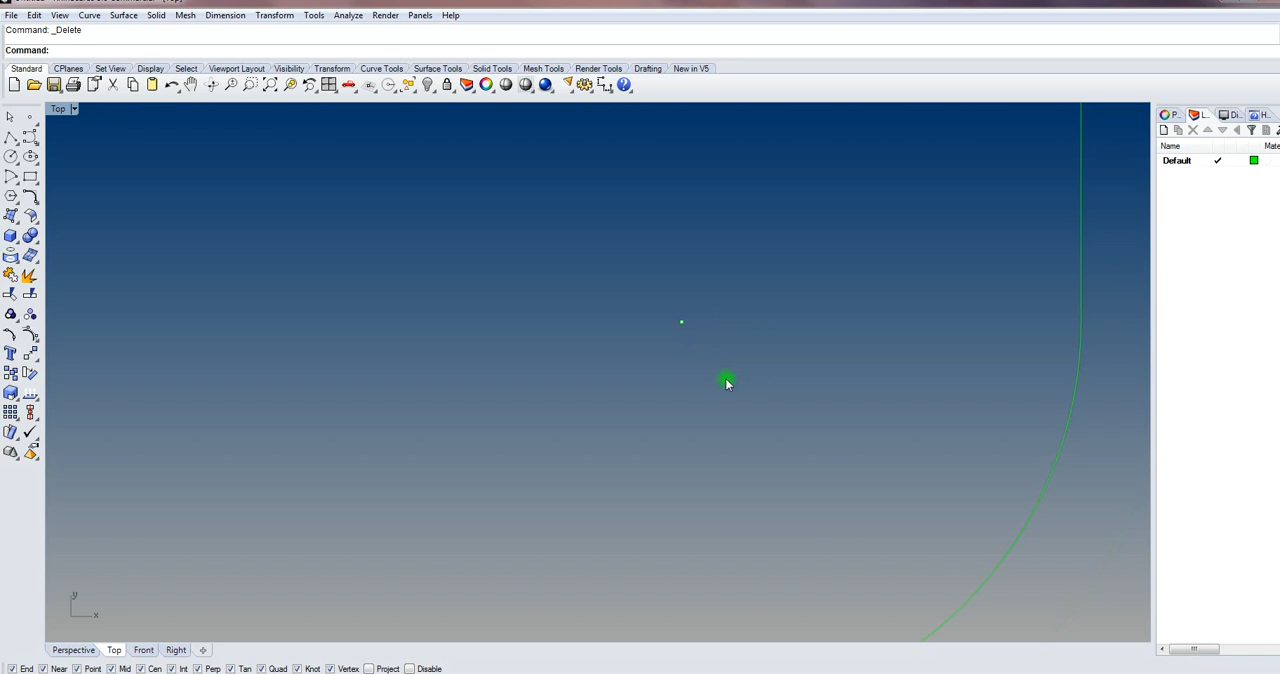 File Edit View Curve Surface Solid Mesh Dimension Transform Tools Analyze Render Panels Help
Command: _Delete
Command:
Standard CPlanes Set View Display Select Viewport Layout Visibility Transform Curve Tools Surface Tools Solid Tools Mesh Tools Render Tools Drafting New in V5
Top
P... L... Di... H...
Name Mate
Default
y
x
Perspective Top Front Right
End Near Point Mid Cen Int Perp Tan Quad Knot Vertex Project Disable